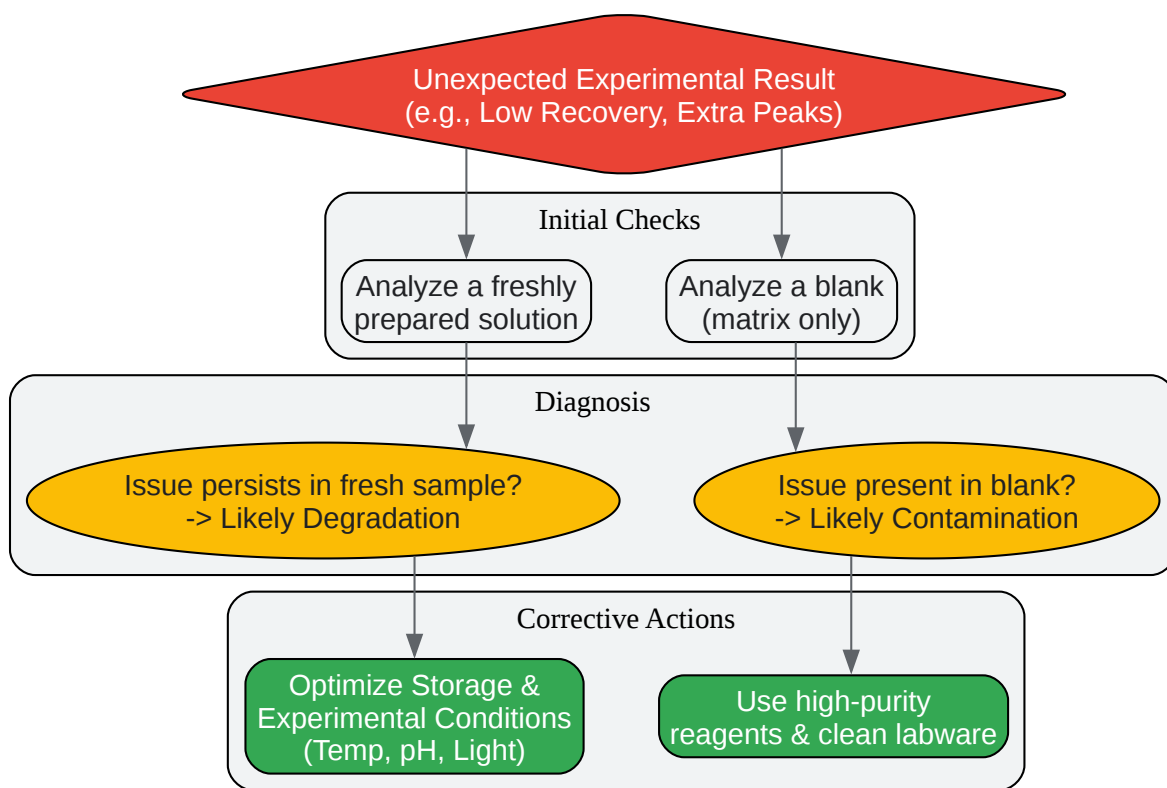 Unexpected Experimental Result
(e.g., Low Recovery, Extra Peaks)
Initial Checks
Analyze a freshly
prepared solution
Analyze a blank
(matrix only)
Diagnosis
Issue persists in fresh sample?
-> Likely Degradation
Issue present in blank?
-> Likely Contamination
Corrective Actions
Optimize Storage &
Experimental Conditions
(Temp, pH, Light)
Use high-purity
reagents & clean labware